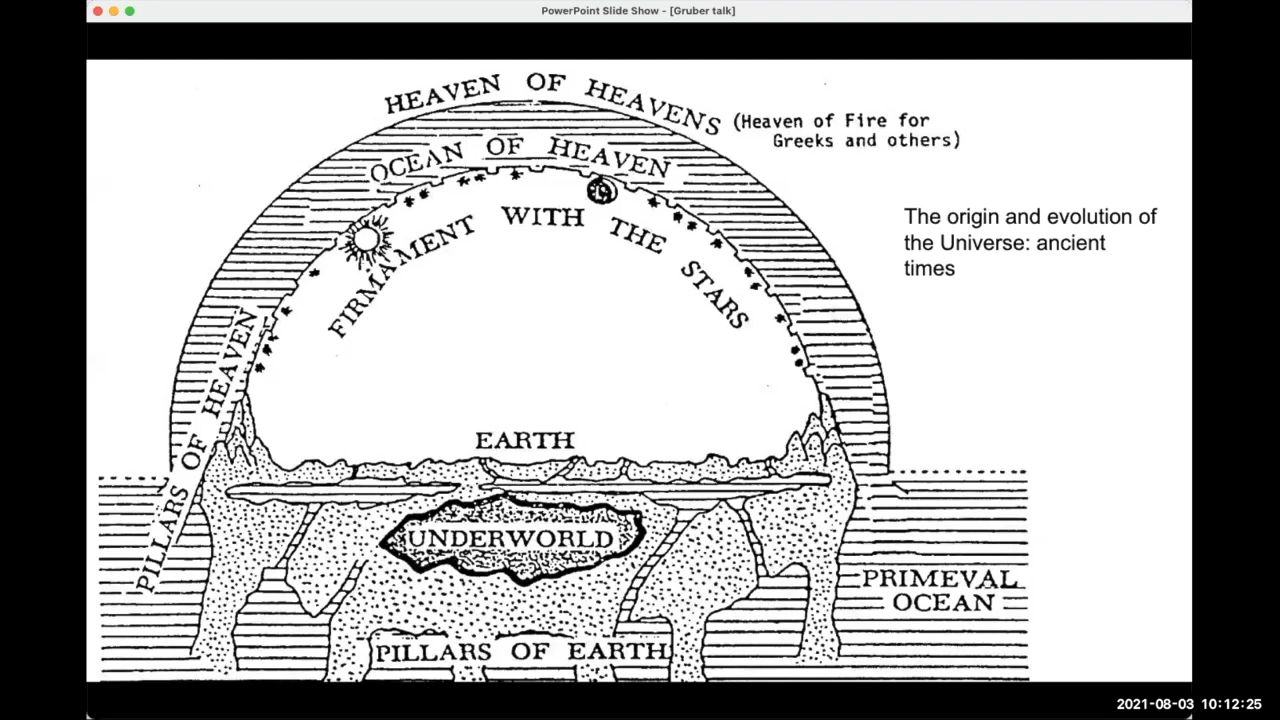 PowerPoint Slide Show - [Gruber talk]
HEAVEN OF HEAVENS
(Heaven of Fire for
Greeks and others)
OCEAN OF HEAVEN
FIRMAMENT WITH THE STARS
The origin and evolution of
the Universe: ancient
times
PILLARS OF HEAVEN
EARTH
UNDERWORLD
PRIMEVAL
OCEAN
PILLARS OF EARTH
2021-08-03 10:12:25